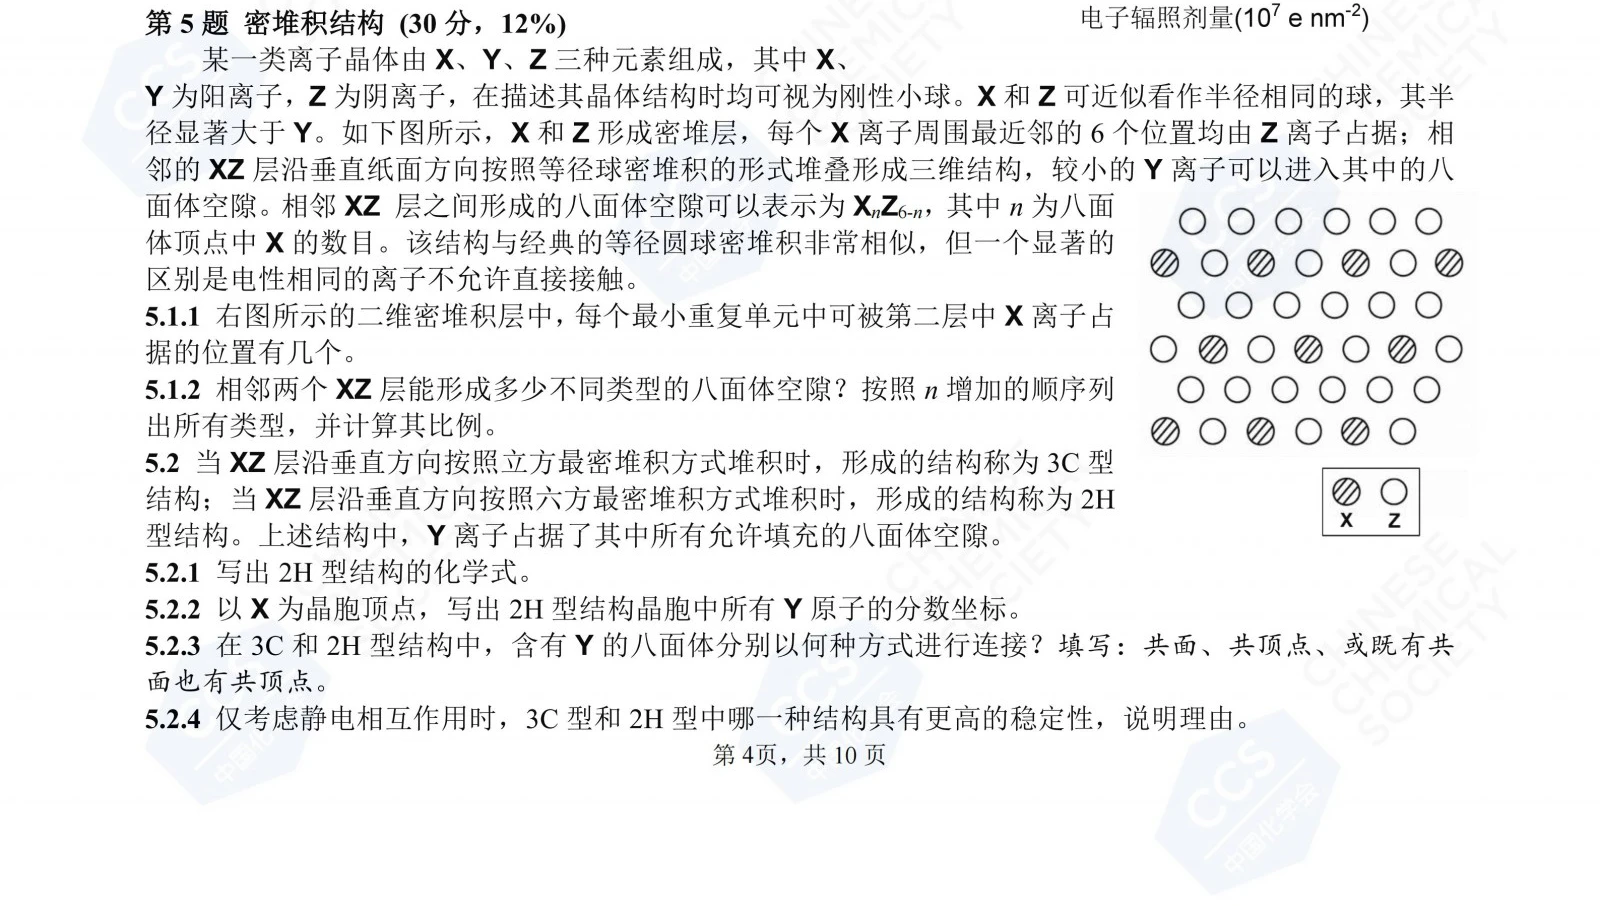 电子辐照剂量(10⁷ e nm⁻²)
第 5 题 密堆积结构 (30 分，12%)
某一类离子晶体由 X、Y、Z 三种元素组成，其中 X、
Y 为阳离子，Z 为阴离子，在描述其晶体结构时均可视为刚性小球。X 和 Z 可近似看作半径相同的球，其半
径显著大于 Y。如下图所示，X 和 Z 形成密堆层，每个 X 离子周围最近邻的 6 个位置均由 Z 离子占据；相
邻的 XZ 层沿垂直纸面方向按照等径球密堆积的形式堆叠形成三维结构，较小的 Y 离子可以进入其中的八
面体空隙。相邻 XZ 层之间形成的八面体空隙可以表示为 XₙZ₆₋ₙ，其中 n 为八面
体顶点中 X 的数目。该结构与经典的等径圆球密堆积非常相似，但一个显著的
区别是电性相同的离子不允许直接接触。
5.1.1 右图所示的二维密堆积层中，每个最小重复单元中可被第二层中 X 离子占
据的位置有几个。
5.1.2 相邻两个 XZ 层能形成多少不同类型的八面体空隙？按照 n 增加的顺序列
出所有类型，并计算其比例。
5.2 当 XZ 层沿垂直方向按照立方最密堆积方式堆积时，形成的结构称为 3C 型
结构；当 XZ 层沿垂直方向按照六方最密堆积方式堆积时，形成的结构称为 2H
型结构。上述结构中，Y 离子占据了其中所有允许填充的八面体空隙。
X Z
5.2.1 写出 2H 型结构的化学式。
5.2.2 以 X 为晶胞顶点，写出 2H 型结构晶胞中所有 Y 原子的分数坐标。
5.2.3 在 3C 和 2H 型结构中，含有 Y 的八面体分别以何种方式进行连接？填写：共面、共顶点、或既有共
面也有共顶点。
5.2.4 仅考虑静电相互作用时，3C 型和 2H 型中哪一种结构具有更高的稳定性，说明理由。
第 4页，共 10 页
CCS
中国化学会
CHINESE
CHEMICAL
SOCIETY